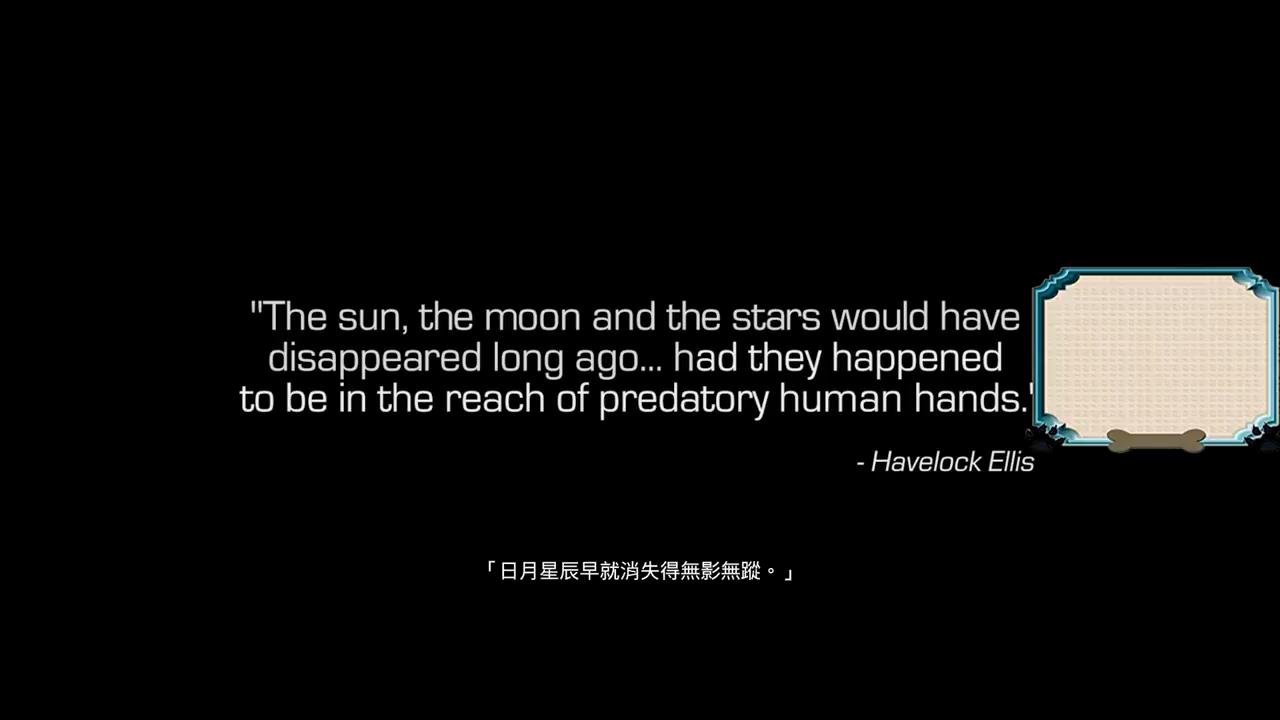 "The sun, the moon and the stars would have
disappeared long ago... had they happened
to be in the reach of predatory human hands."
- Havelock Ellis
「日月星辰早就消失得無影無蹤。」